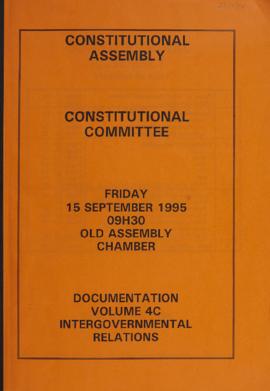 CONSTITUTIONAL
ASSEMBLY
CONSTITUTIONAL
COMMITTEE
FRIDAY
15 SEPTEMBER 1995
09H30
OLD ASSEMBLY
CHAMBER
DOCUMENTATION
VOLUME 4C
INTERGOVERNMENTAL
RELATIONS